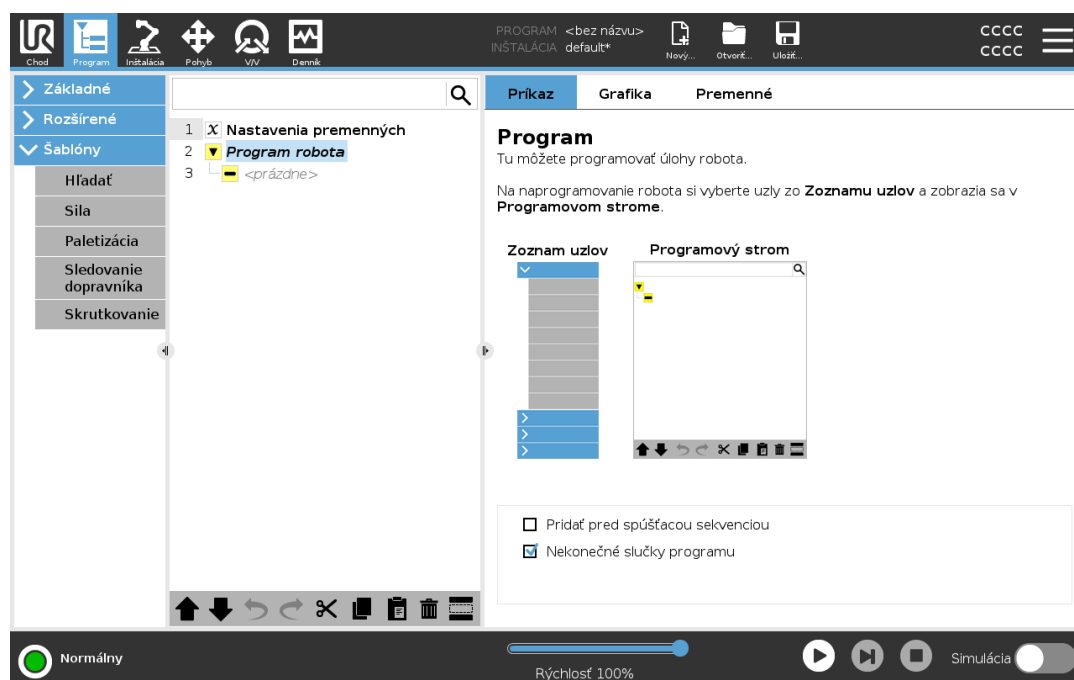 UR
Chod
Program
Inštalácia
Pohyb
V/V
Denník
PROGRAM <bez názvu>
INŠTALÁCIA default*
Nový...
Otvoriť...
Uložiť...
cccc
cccc
Základné
Rozšírené
Šablóny
Hľadať
Sila
Paletizácia
Sledovanie
dopravníka
Skrutkovanie
1 x Nastavenia premenných
2 Program robota
3 <prázdne>
Príkaz Grafika Premenné
Program
Tu môžete programovať úlohy robota.
Na naprogramovanie robota si vyberte uzly zo Zoznamu uzlov a zobrazia sa v
Programovom strome.
Zoznam uzlov
Programový strom
Pridať pred spúšťacou sekvenciou
Nekonečné slučky programu
Normálny
Rýchlosť 100%
Simulácia